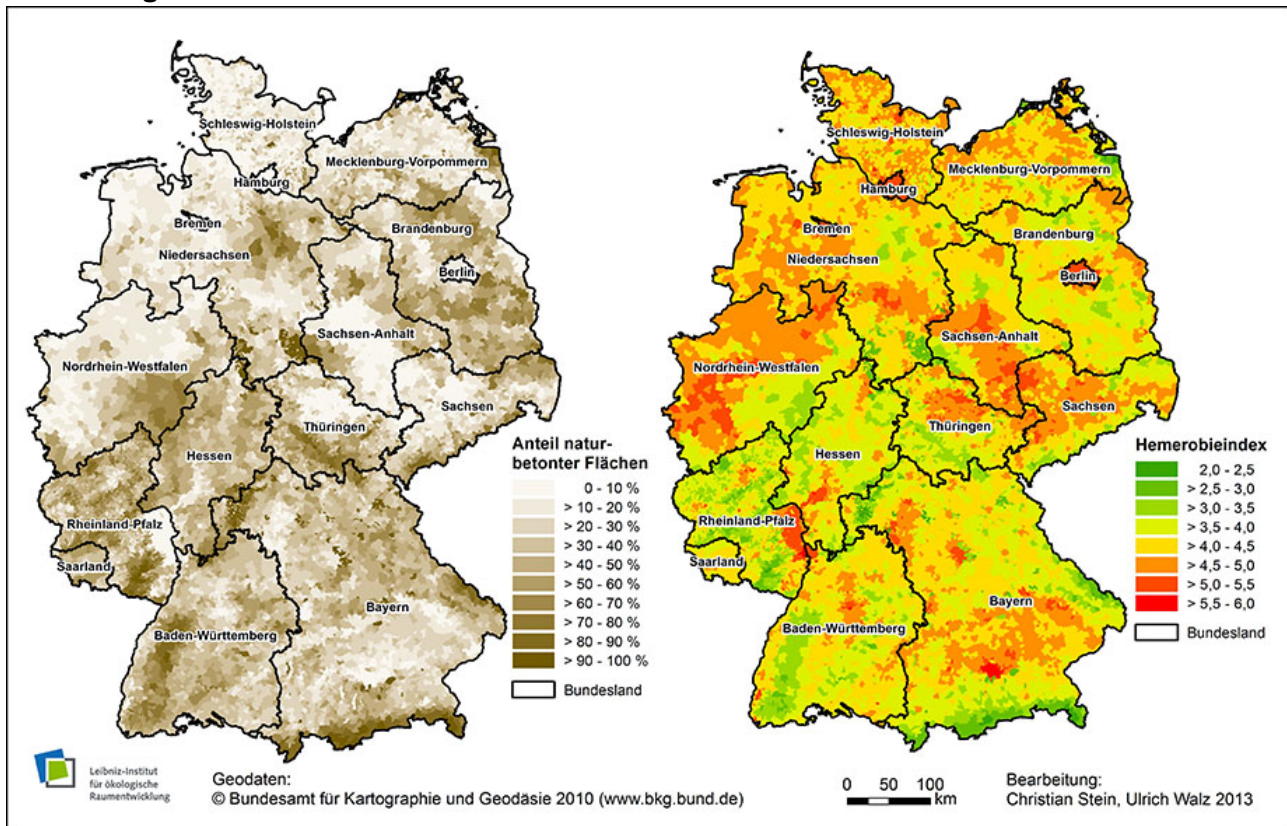 Schleswig-Holstein
Mecklenburg-Vorpommern
Hamburg
Bremen
Niedersachsen
Brandenburg
Berlin
Sachsen-Anhalt
Nordrhein-Westfalen
Sachsen
Thüringen
Hessen
Rheinland-Pfalz
Saarland
Bayern
Baden-Württemberg
Anteil natur-
betonter Flächen
0 - 10 %
> 10 - 20 %
> 20 - 30 %
> 30 - 40 %
> 40 - 50 %
> 50 - 60 %
> 60 - 70 %
> 70 - 80 %
> 80 - 90 %
> 90 - 100 %
Bundesland
Schleswig-Holstein
Mecklenburg-Vorpommern
Hamburg
Bremen
Niedersachsen
Brandenburg
Berlin
Sachsen-Anhalt
Nordrhein-Westfalen
Sachsen
Thüringen
Hessen
Rheinland-Pfalz
Saarland
Bayern
Baden-Württemberg
Hemerobieindex
2,0 - 2,5
> 2,5 - 3,0
> 3,0 - 3,5
> 3,5 - 4,0
> 4,0 - 4,5
> 4,5 - 5,0
> 5,0 - 5,5
> 5,5 - 6,0
Bundesland
Leibniz-Institut
für ökologische
Raumentwicklung
Geodaten:
© Bundesamt für Kartographie und Geodäsie 2010 (www.bkg.bund.de)
0 50 100
km
Bearbeitung:
Christian Stein, Ulrich Walz 2013